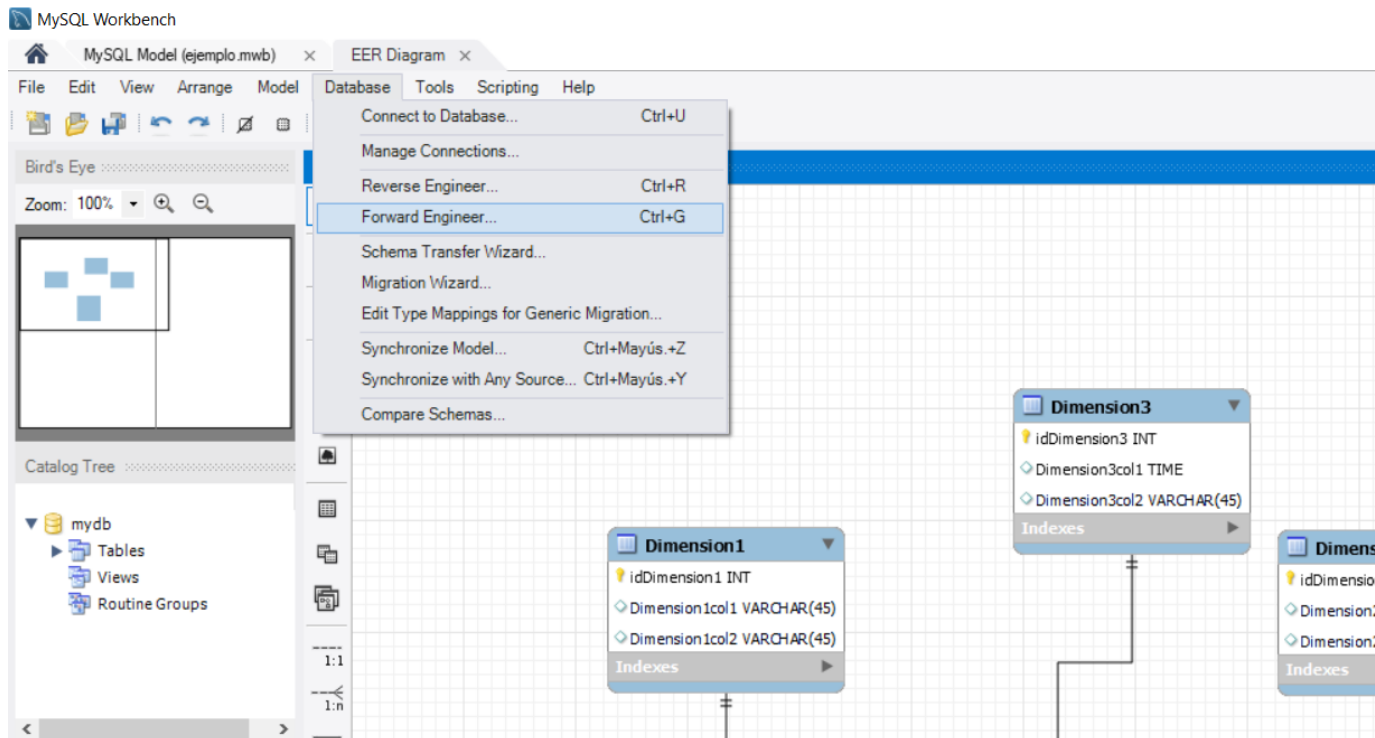 MySQL Workbench
MySQL Model (ejemplo.mwb) EER Diagram
File Edit View Arrange Model Database Tools Scripting Help
Connect to Database... Ctrl+U
Manage Connections...
Reverse Engineer... Ctrl+R
Forward Engineer... Ctrl+G
Schema Transfer Wizard...
Migration Wizard...
Edit Type Mappings for Generic Migration...
Synchronize Model... Ctrl+Mayús.+Z
Synchronize with Any Source... Ctrl+Mayús.+Y
Compare Schemas...
Bird's Eye
Zoom: 100%
Catalog Tree
mydb
Tables
Views
Routine Groups
1:1
1:n
Dimension1
idDimension1 INT
Dimension1col1 VARCHAR(45)
Dimension1col2 VARCHAR(45)
Indexes
Dimension3
idDimension3 INT
Dimension3col1 TIME
Dimension3col2 VARCHAR(45)
Indexes
Dimens
idDimensio
Dimension2
Dimension2
Indexes